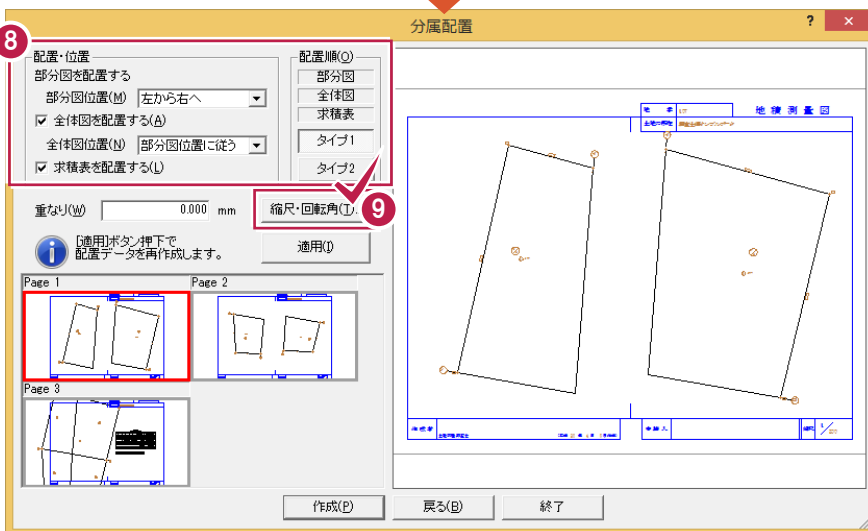 分属配置
? ×
8
配置・位置
部分図を配置する
部分図位置(M) 左から右へ
全体図を配置する(A)
全体図位置(N) 部分図位置に従う
求積表を配置する(L)
配置順(O)
部分図
全体図
求積表
タイプ1
タイプ2
重なり(W) 0.000 mm
縮尺・回転角(T)
9
[適用]ボタン押下で
配置データを再作成します。
適用(I)
Page 1
Page 2
Page 3
地積測量図
作成(P)
戻る(B)
終了